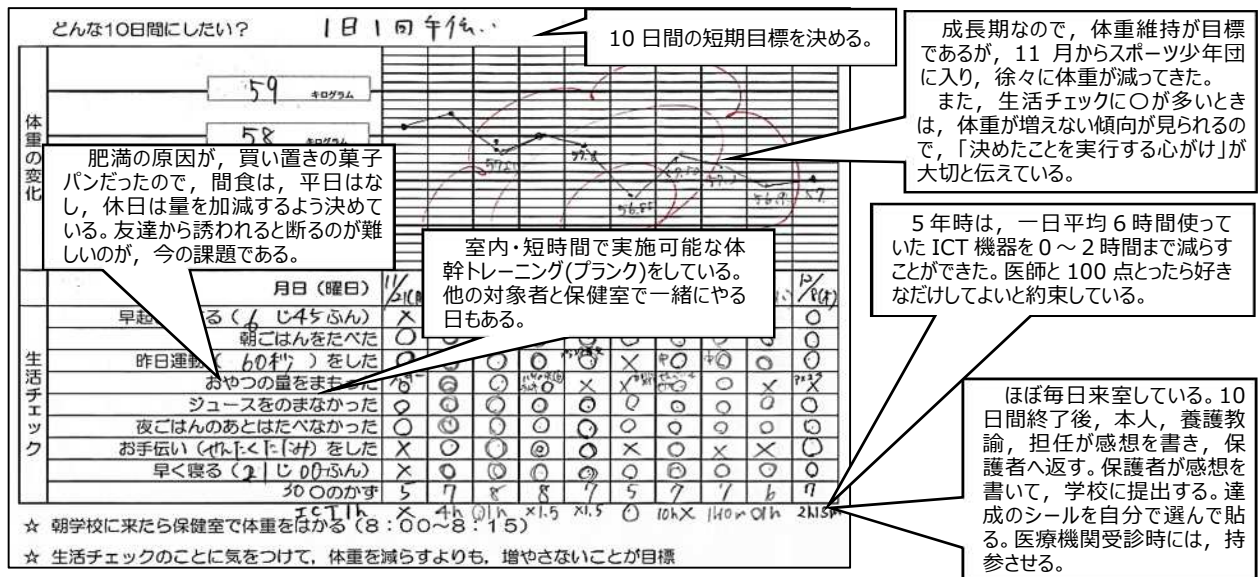 どんな10日間にしたい?
1日1回
10 日間の短期目標を決める。
成長期なので,体重維持が目標
であるが,11 月からスポーツ少年団
に入り,徐々に体重が減ってきた。
また,生活チェックに〇が多いとき
は,体重が増えない傾向が見られるの
で,「決めたことを実行する心がけ」が
大切と伝えている。
体重の変化
59 キログラム
58 キログラム
肥満の原因が,買い置きの菓子
パンだったので,間食は,平日はな
し,休日は量を加減するよう決めて
いる。友達から誘われると断るのが難
しいのが,今の課題である。
室内・短時間で実施可能な体
幹トレーニング(プランク)をしている。
他の対象者と保健室で一緒にやる
日もある。
5 年時は,一日平均 6 時間使って
いた ICT 機器を0~2 時間まで減らす
ことができた。医師と 100 点とったら好き
なだけしてよいと約束している。
ほぼ毎日来室している。10
日間終了後,本人,養護教
諭,担任が感想を書き,保
護者へ返す。保護者が感想を
書いて,学校に提出する。達
成のシールを自分で選んで貼
る。医療機関受診時には,持
参させる。
月日(曜日)
生活チェック
る(6じ45ふん) × ○
朝ごはんをたべた ○ ○
昨日運動(60秒)をした
おやつの量をまもった
ジュースをのまなかった ○ ○ ○ ○ ○ ○ ○ ○ ○ ○
夜ごはんのあとはたべなかった ○ ◎ ○ ○ ○ ○ ○ ○ ○ ○
お手伝い(せんたくたたみ)をした × ○ ○ ◎ ○ × ○ × × ○
早く寝る(21じ00ふん) × ◎ ◎ ○ ◎ ○ ◎ ○ ○ ○
○のかず 5 7 8 8 7 5 7 7 6 7
ICT 1h × 4h 01h ×1.5 ×1.5 ○ 10h×
☆ 朝学校に来たら保健室で体重をはかる(8:00~8:15)
☆ 生活チェックのことに気をつけて,体重を減らすよりも,増やさないことが目標